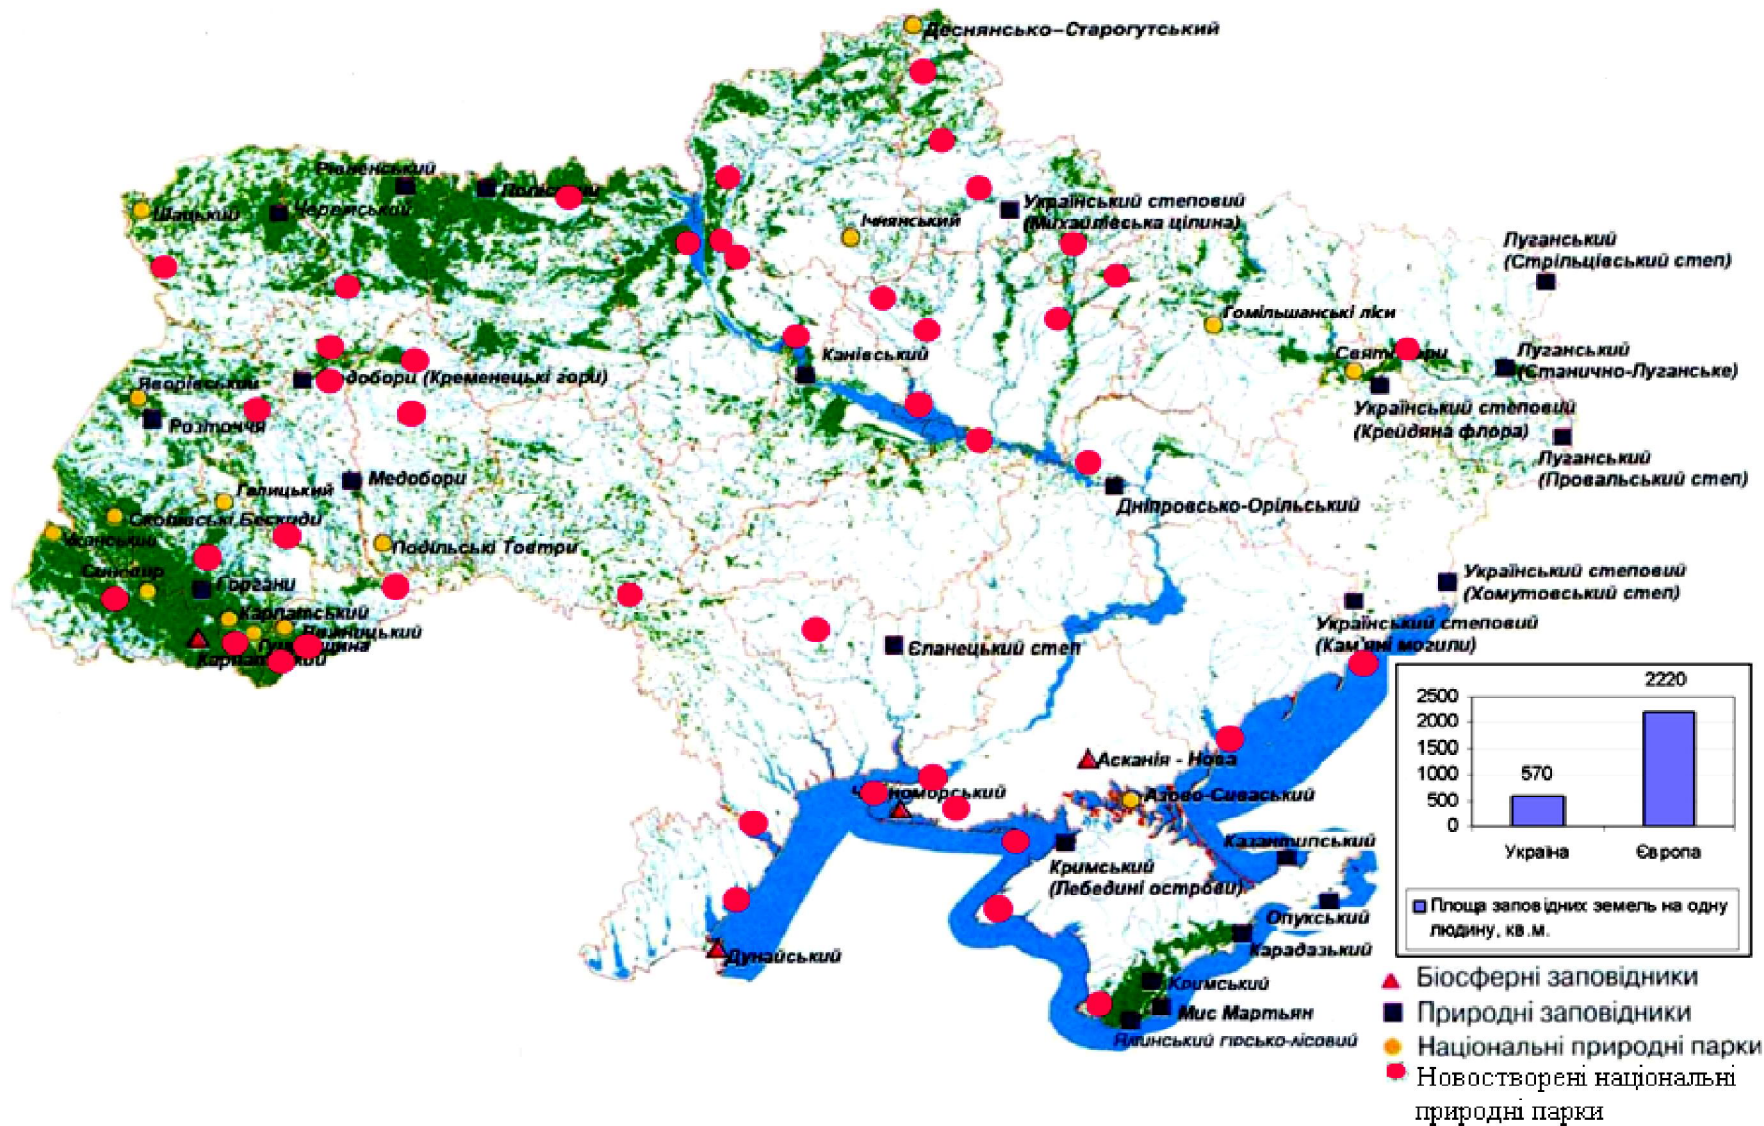 Деснянсько-Старогутський
Рівненський
Поліський
Шацький
Черемський
Ічнянський
Український степовий
(Михайлівська цілина)
Луганський
(Стрільцівський степ)
Гомільшанські ліси
Канівський
Луганський
(Станично-Луганське)
Український степовий
(Крейдяна флора)
Луганський
(Провальський степ)
Яворівський
(Кременецькі гори)
Розточчя
Медобори
Галицький
Сколівські Бескиди
Ужанський
Подільські Товтри
Дніпровсько-Орільський
Синевир
Горгани
Карпатський
Вижницький
Український степовий
(Хомутовський степ)
Український степовий
(Кам'яні могили)
Єланецький степ
Асканія - Нова
Азово-Сиваський
Чорноморський
Казантипський
Кримський
(Лебедині острови)
Опукський
Карадазький
Дунайський
Кримський
Мис Мартьян
Ялтинський гірсько-лісовий
2220
2500
2000
1500
1000
500
0
570
Україна
Європа
Площа заповідних земель на одну
людину, кв.м.
Біосферні заповідники
Природні заповідники
Національні природні парки
Новостворені національні
природні парки